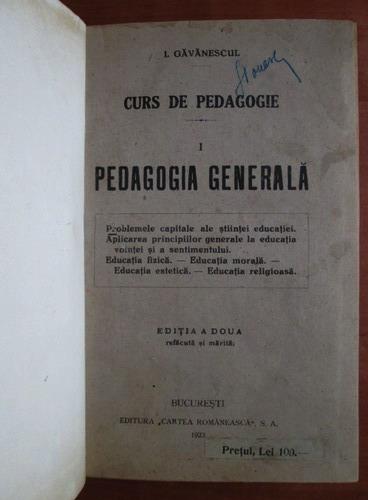 I. GĂVĂNESCUL
CURS DE PEDAGOGIE
I
PEDAGOGIA GENERALĂ
Problemele capitale ale științei educației.
Aplicarea principiilor generale la educația
voinței și a sentimentului.
Educația fizică. — Educația morală. —
Educația estetică. — Educația religioasă.
EDIȚIA A DOUA
refăcută și mărită
BUCUREȘTI
EDITURA „CARTEA ROMÂNEASCĂ", S. A.
1923
Prețul, Lei 100.—